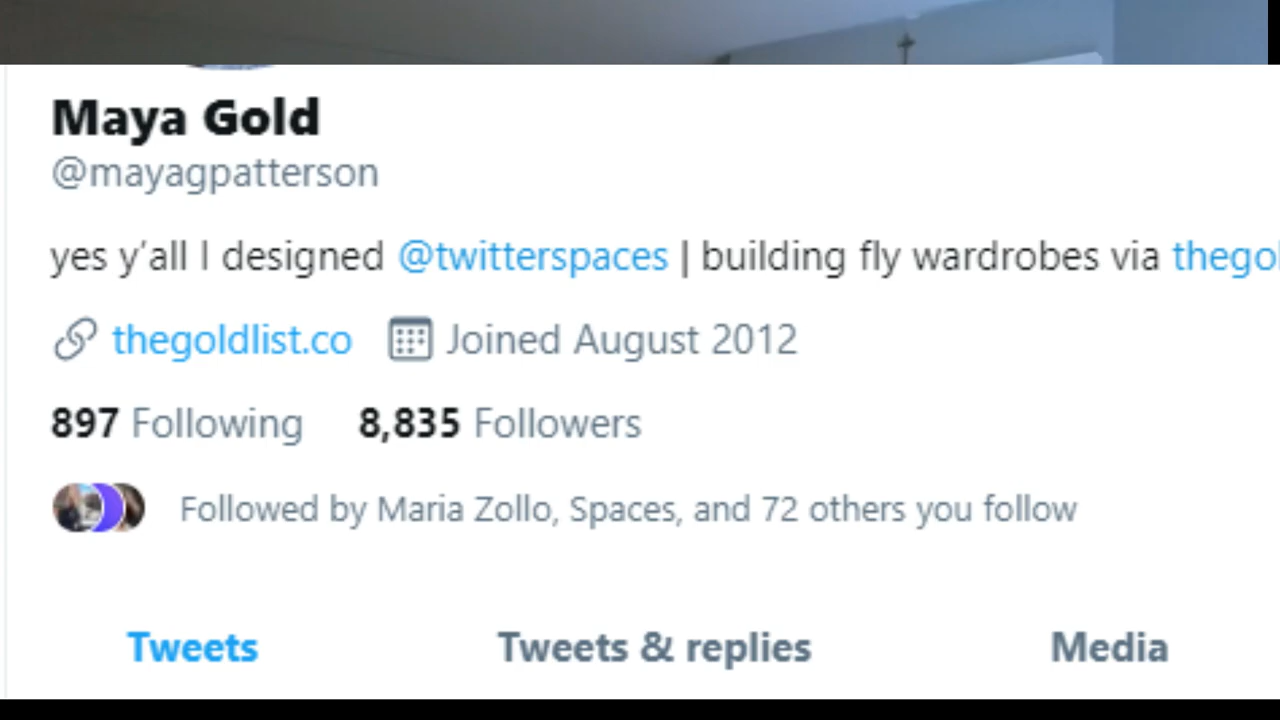 Maya Gold
@mayagpatterson
yes y'all I designed @twitterspaces | building fly wardrobes via thegol
thegoldlist.co Joined August 2012
897 Following 8,835 Followers
Followed by Maria Zollo, Spaces, and 72 others you follow
Tweets Tweets & replies Media